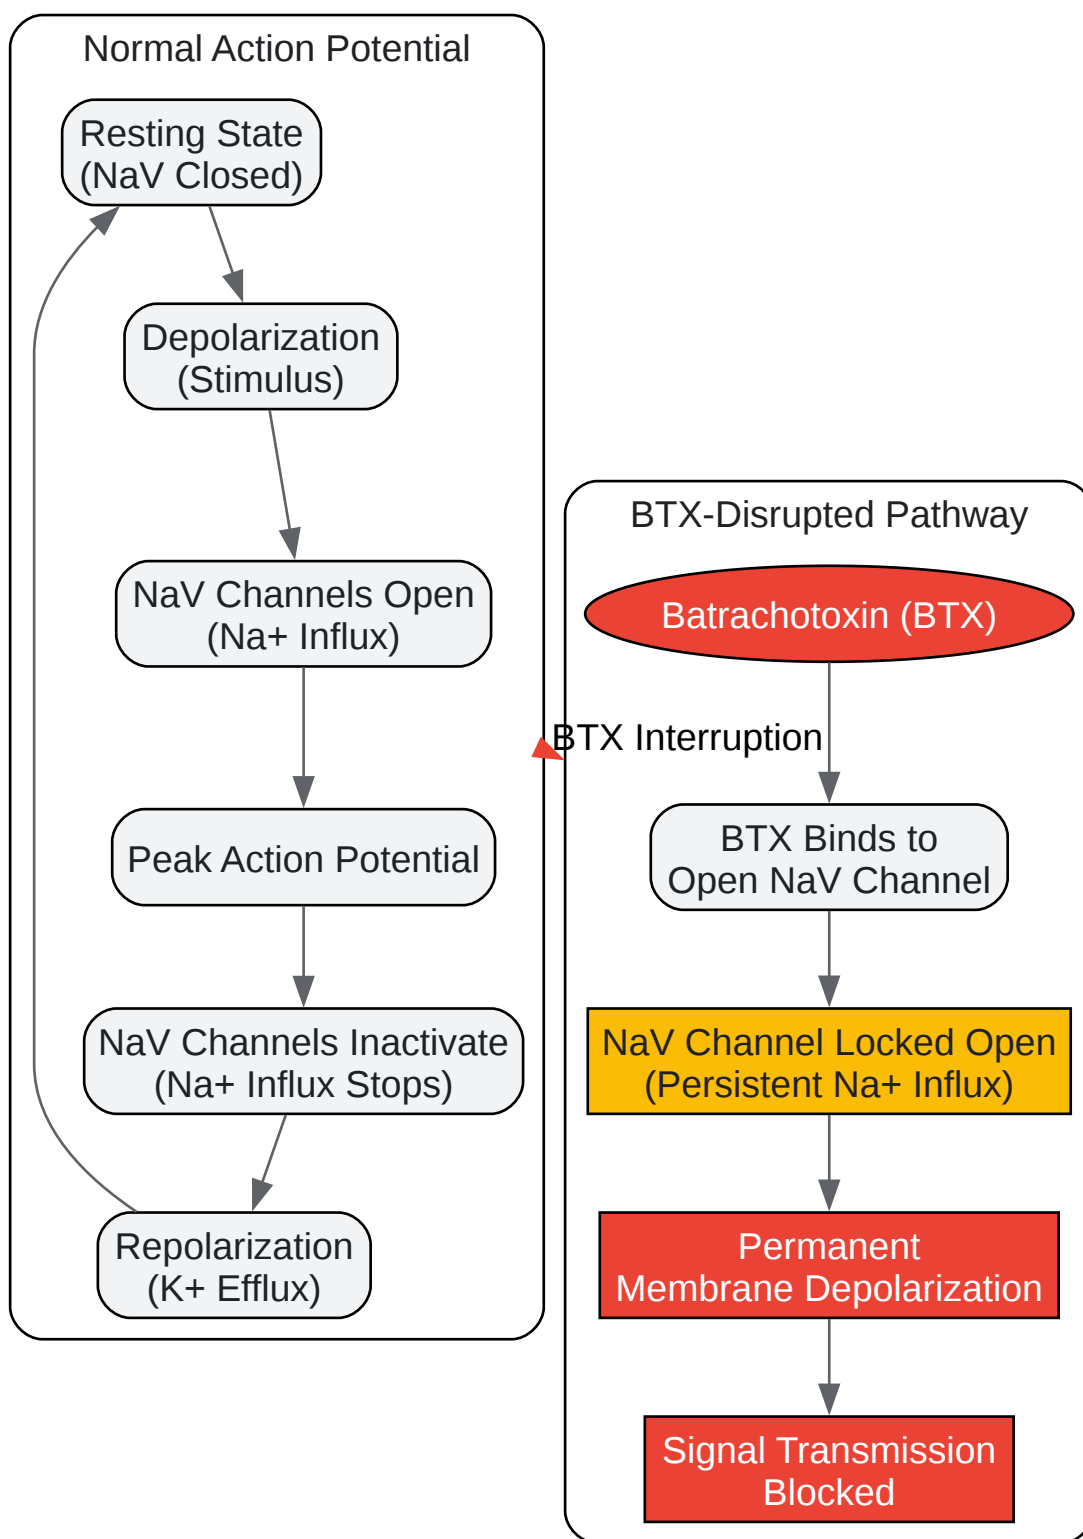 Normal Action Potential
Resting State
(NaV Closed)
Depolarization
(Stimulus)
NaV Channels Open
(Na+ Influx)
Peak Action Potential
NaV Channels Inactivate
(Na+ Influx Stops)
Repolarization
(K+ Efflux)
BTX-Disrupted Pathway
Batrachotoxin (BTX)
BTX Interruption
BTX Binds to
Open NaV Channel
NaV Channel Locked Open
(Persistent Na+ Influx)
Permanent
Membrane Depolarization
Signal Transmission
Blocked